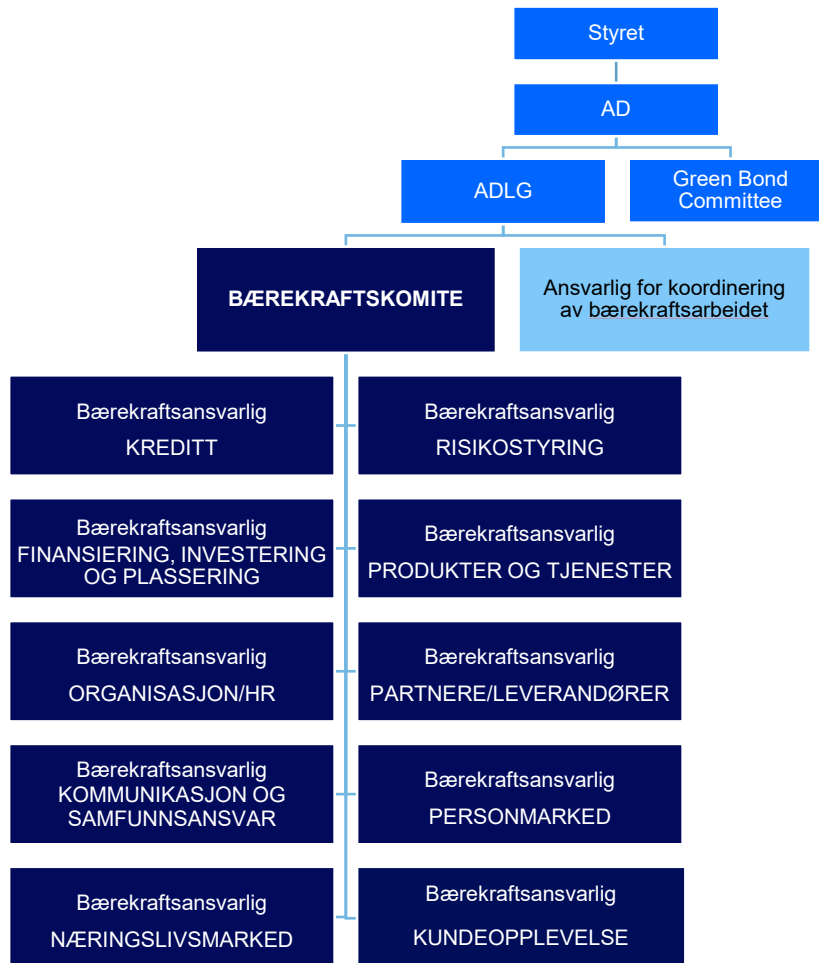 Styret
AD
ADLG
Green Bond
Committee
BÆREKRAFTSKOMITE
Ansvarlig for koordinering
av bærekraftsarbeidet
Bærekraftsansvarlig
KREDITT
Bærekraftsansvarlig
RISIKOSTYRING
Bærekraftsansvarlig
FINANSIERING, INVESTERING
OG PLASSERING
Bærekraftsansvarlig
PRODUKTER OG TJENESTER
Bærekraftsansvarlig
ORGANISASJON/HR
Bærekraftsansvarlig
PARTNERE/LEVERANDØRER
Bærekraftsansvarlig
KOMMUNIKASJON OG
SAMFUNNSANSVAR
Bærekraftsansvarlig
PERSONMARKED
Bærekraftsansvarlig
NÆRINGSLIVSMARKED
Bærekraftsansvarlig
KUNDEOPPLEVELSE